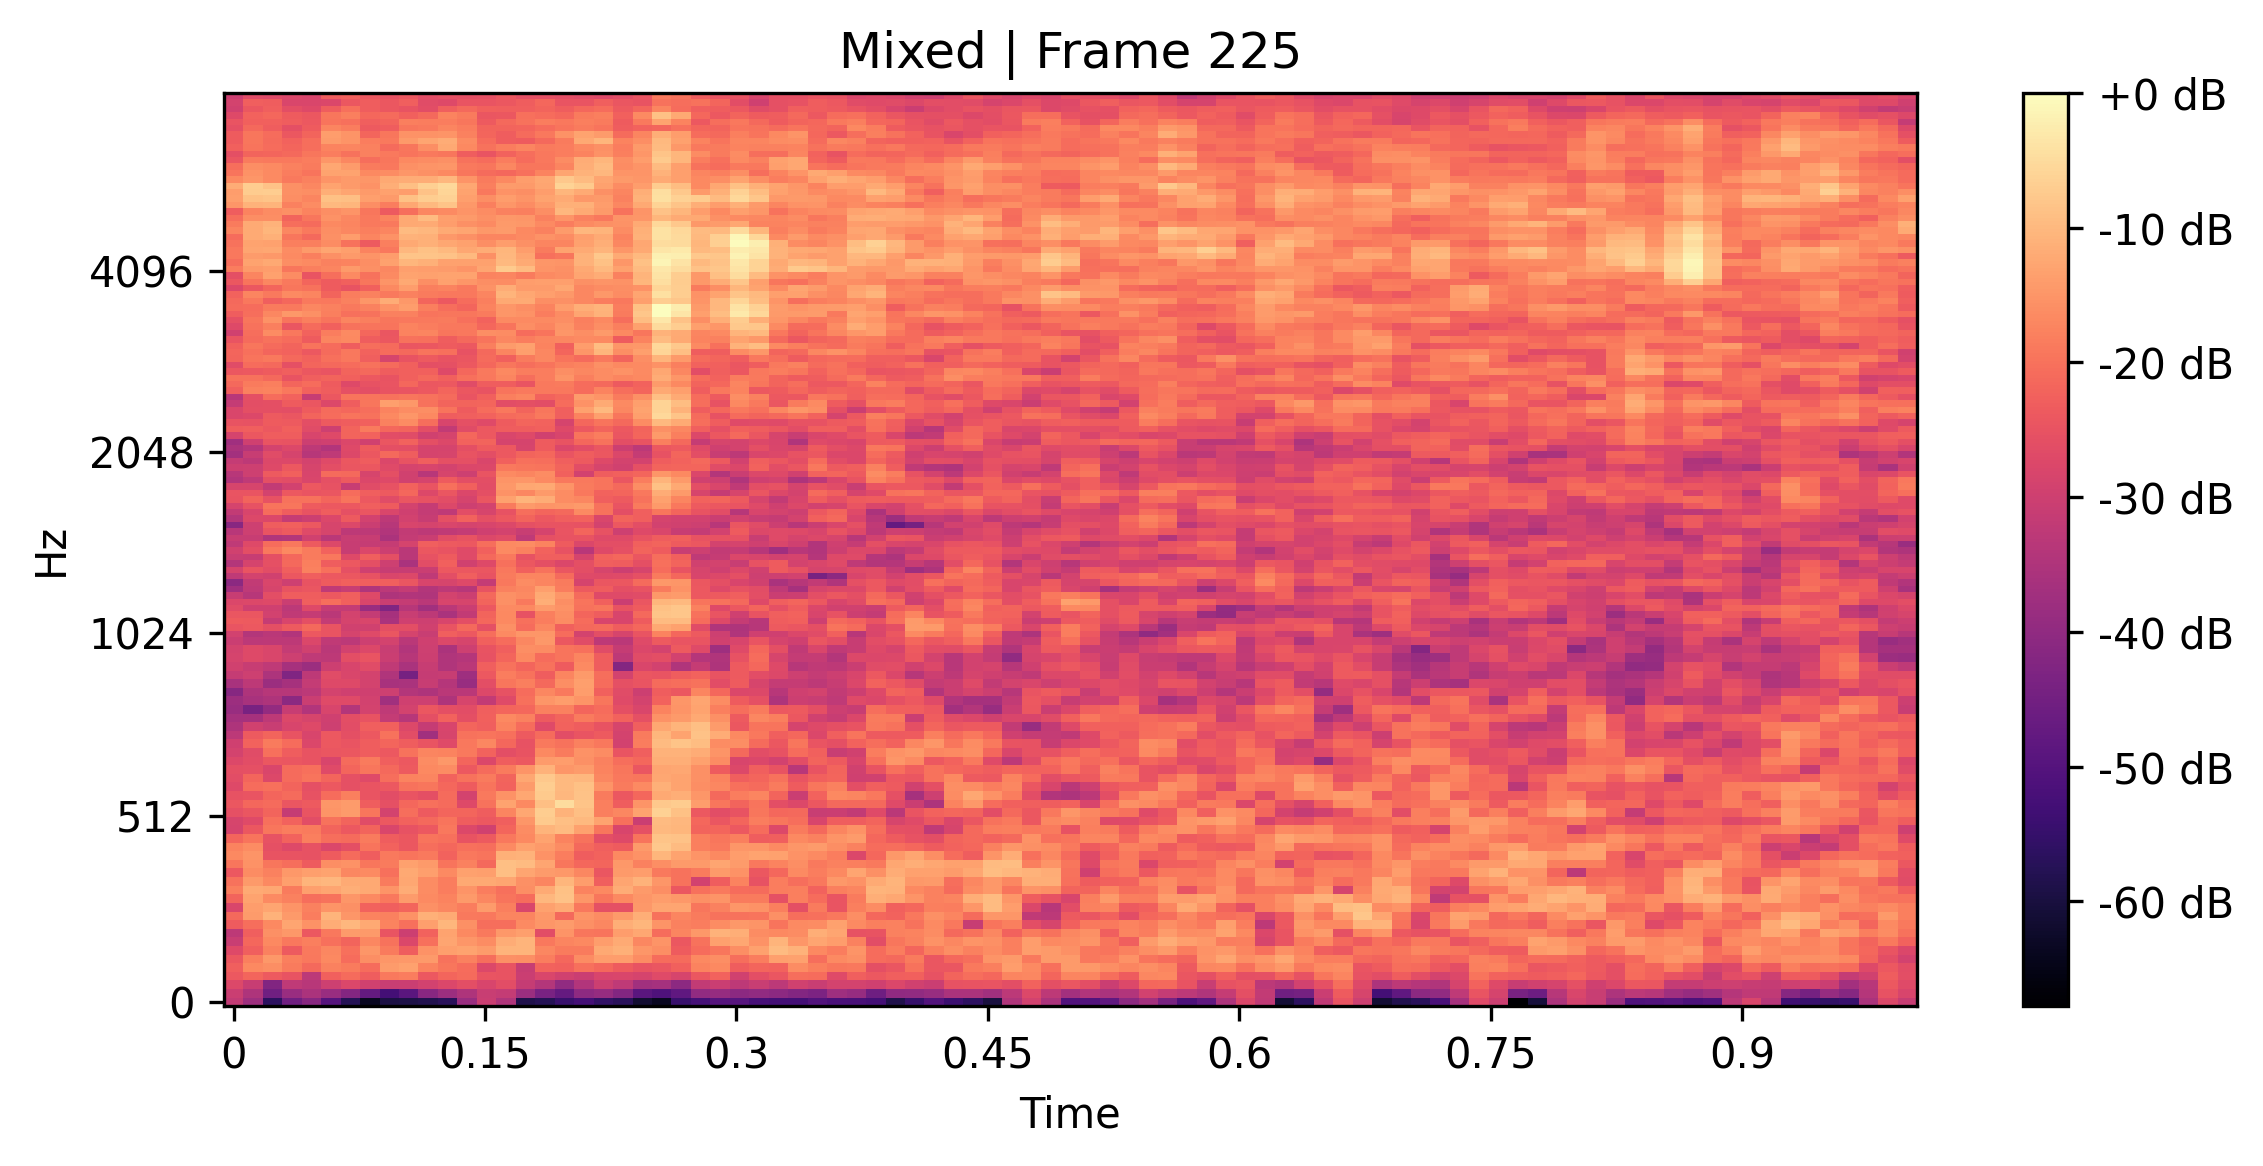 Mixed | Frame 225
+0 dB
-10 dB
-20 dB
-30 dB
-40 dB
-50 dB
-60 dB
4096
2048
1024
512
0
Hz
0 0.15 0.3 0.45 0.6 0.75 0.9
Time